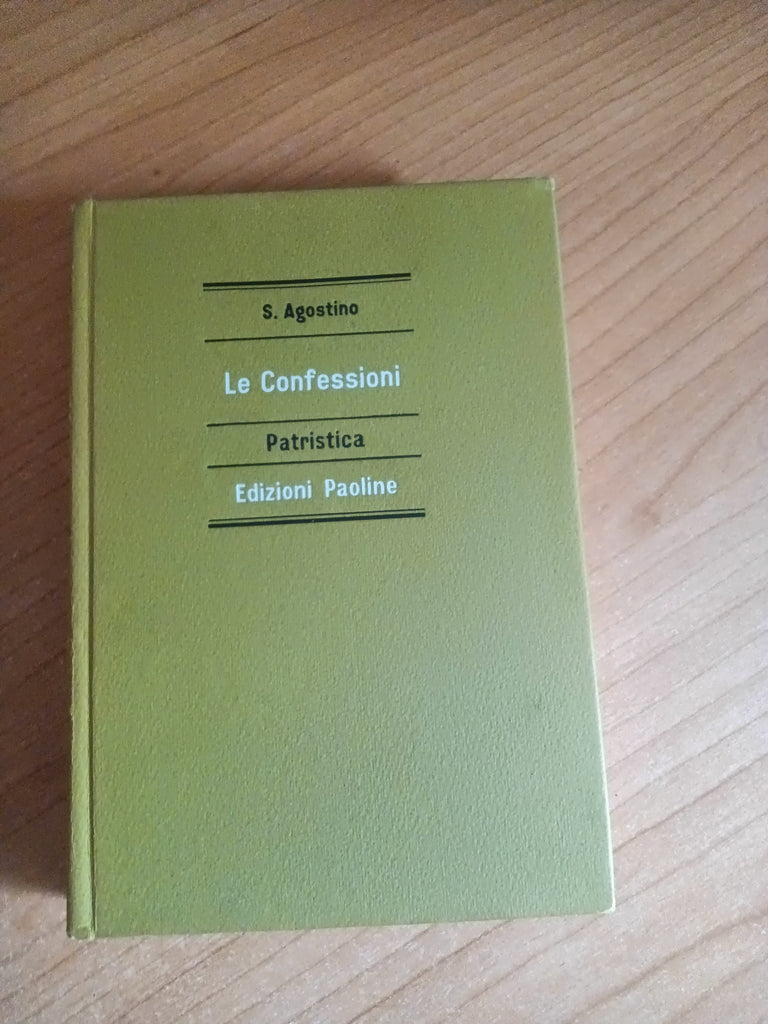 S. Agostino
Le Confessioni
Patristica
Edizioni Paoline